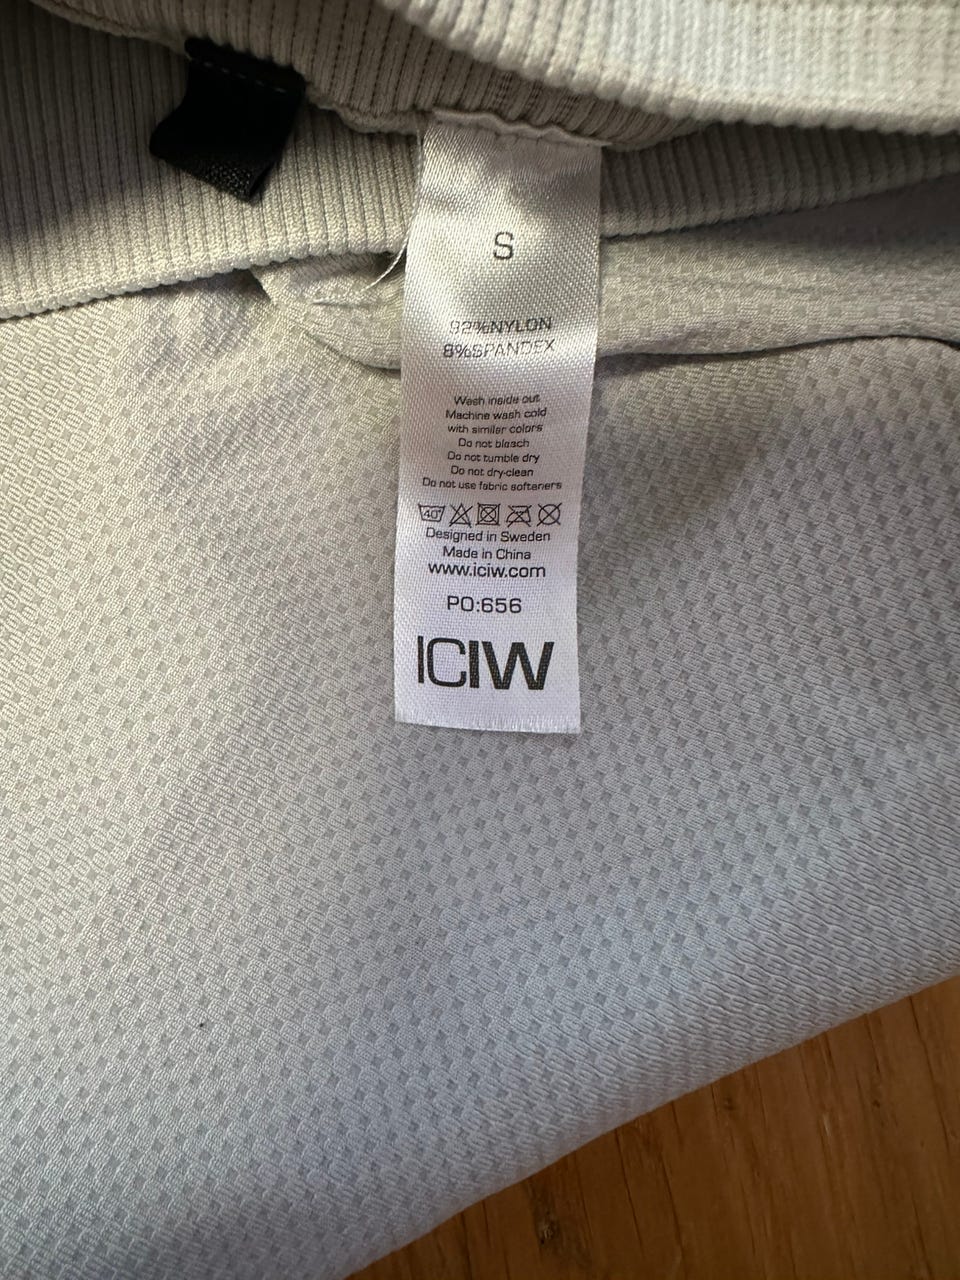 S
92%NYLON
8%SPANDEX
Wash inside out
Machine wash cold
with similar colors
Do not bleach
Do not tumble dry
Do not dry-clean
Do not use fabric softeners
40
Designed in Sweden
Made in China
www.iciw.com
PO:656
ICIW